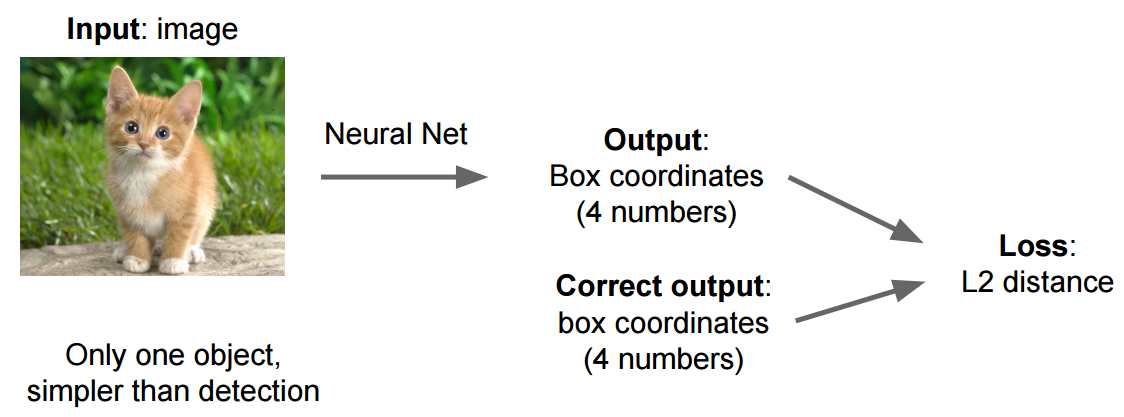 Input: image
Neural Net
Output:
Box coordinates
(4 numbers)
Correct output:
box coordinates
(4 numbers)
Loss:
L2 distance
Only one object,
simpler than detection